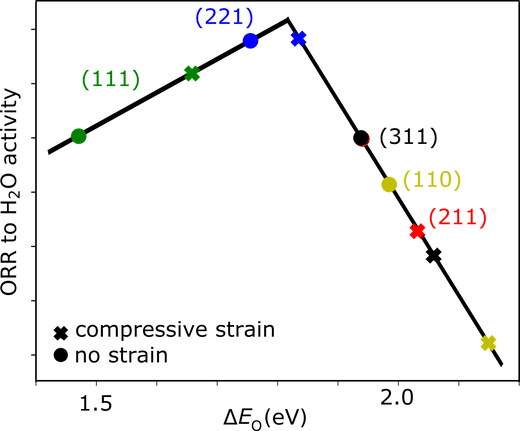 (221)
(111)
(311)
(110)
(211)
ORR to H₂O activity
compressive strain
no strain
1.5
2.0
ΔE_O(eV)